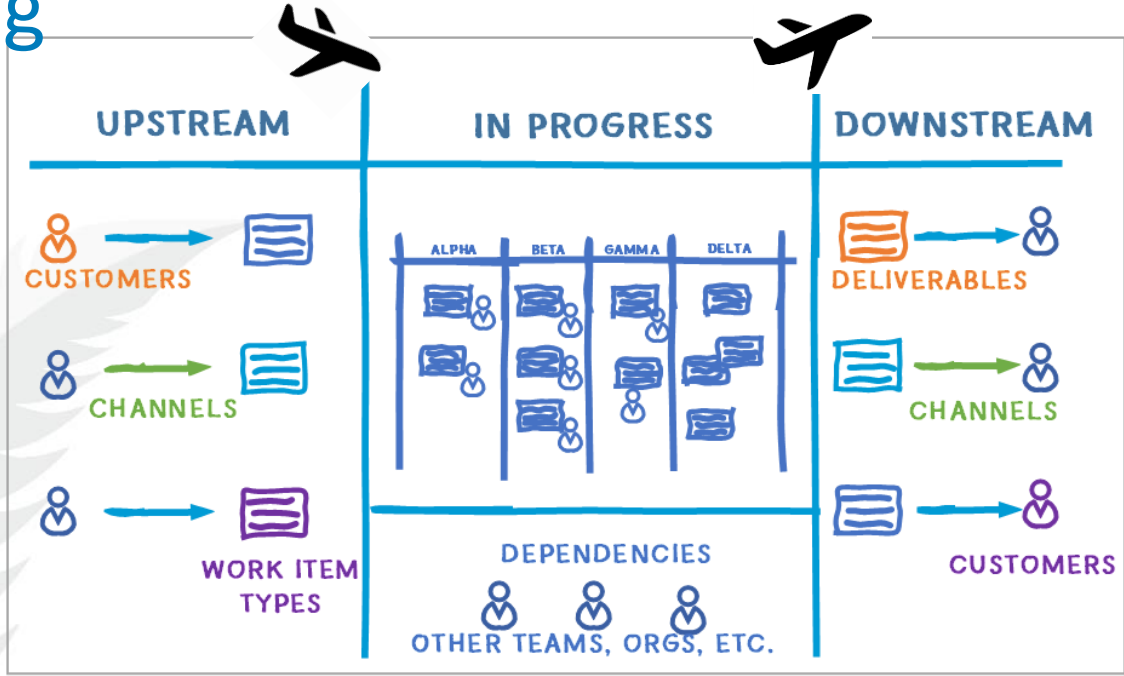 g
UPSTREAM
IN PROGRESS
DOWNSTREAM
CUSTOMERS
CHANNELS
WORK ITEM
TYPES
ALPHA BETA GAMMA DELTA
DEPENDENCIES
OTHER TEAMS, ORGS, ETC.
DELIVERABLES
CHANNELS
CUSTOMERS